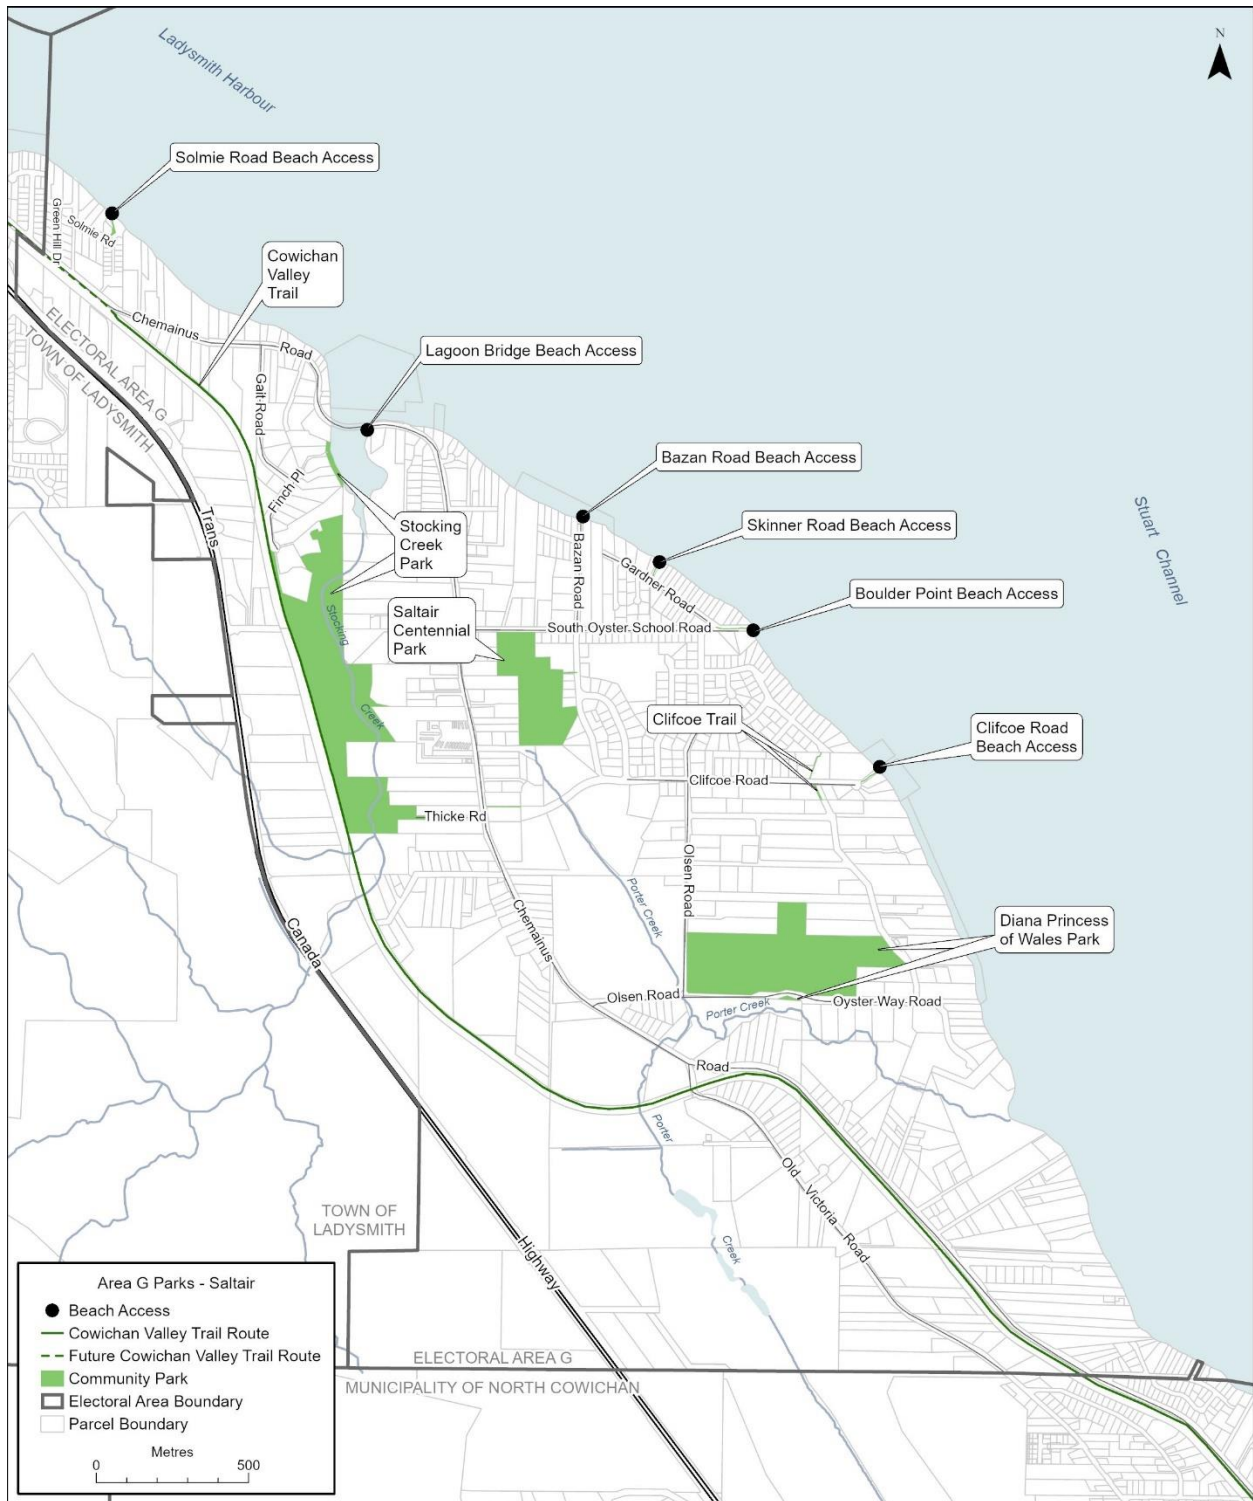 N
Ladysmith Harbour
Solmie Road Beach Access
Green Hill Dr
Solmie Rd
Cowichan
Valley
Trail
Chemainus
Road
Lagoon Bridge Beach Access
ELECTORAL AREA G
TOWN OF LADYSMITH
Gait Road
Finch Pl
Bazan Road Beach Access
Trans
Stocking
Creek
Park
Skinner Road Beach Access
Stuart Channel
Bazan Road
Gardner Road
Boulder Point Beach Access
Saltair
Centennial
Park
Stocking
South Oyster School Road
Creek
Clifcoe Trail
Clifcoe Road
Beach Access
Clifcoe Road
Thicke Rd
Olsen Road
Porter Creek
Chemainus
Canada
Diana Princess
of Wales Park
Olsen Road
Porter Creek
Oyster Way Road
Road
Porter
Old Victoria Road
TOWN OF
LADYSMITH
Creek
Highway
ELECTORAL AREA G
MUNICIPALITY OF NORTH COWICHAN
Area G Parks - Saltair
Beach Access
Cowichan Valley Trail Route
Future Cowichan Valley Trail Route
Community Park
Electoral Area Boundary
Parcel Boundary
Metres
0 500